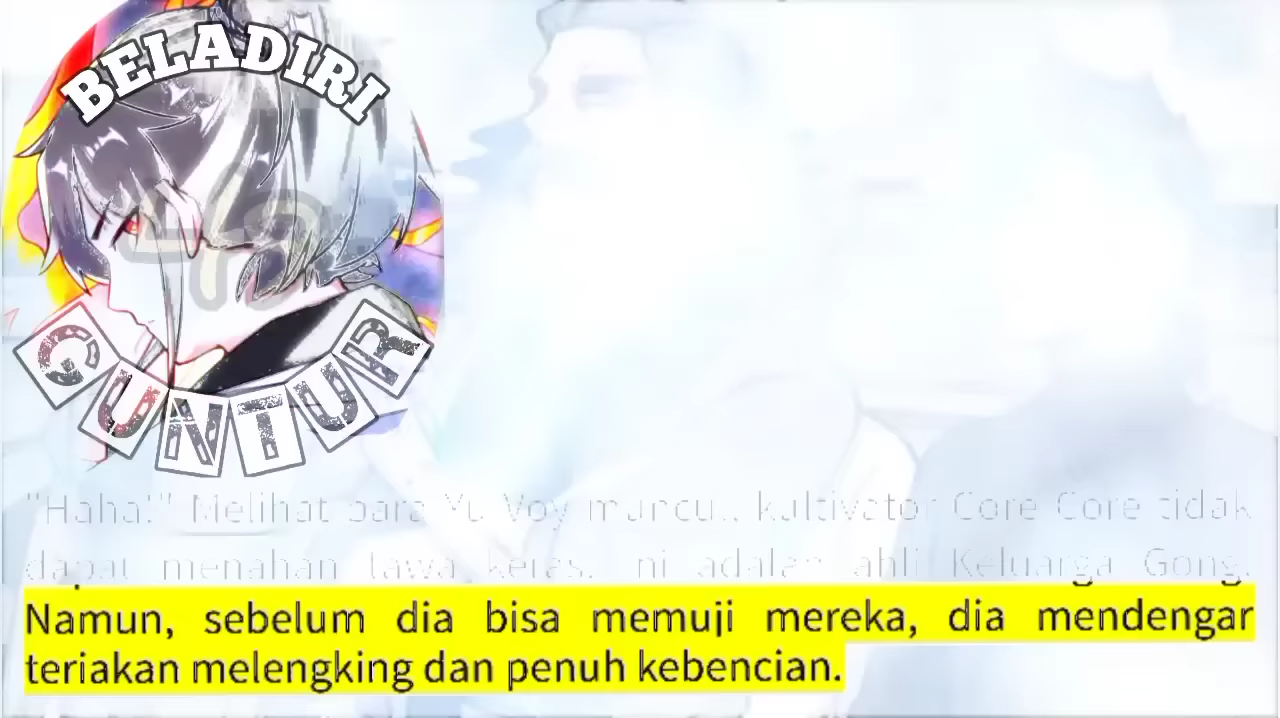 BELADIRI
GUNTUR
"Haha!" Melihat para Yu Voy muncul, kultivator Core Core tidak
dapat menahan tawa keras. Ini adalah ahli Keluarga Gong.
Namun, sebelum dia bisa memuji mereka, dia mendengar
teriakan melengking dan penuh kebencian.